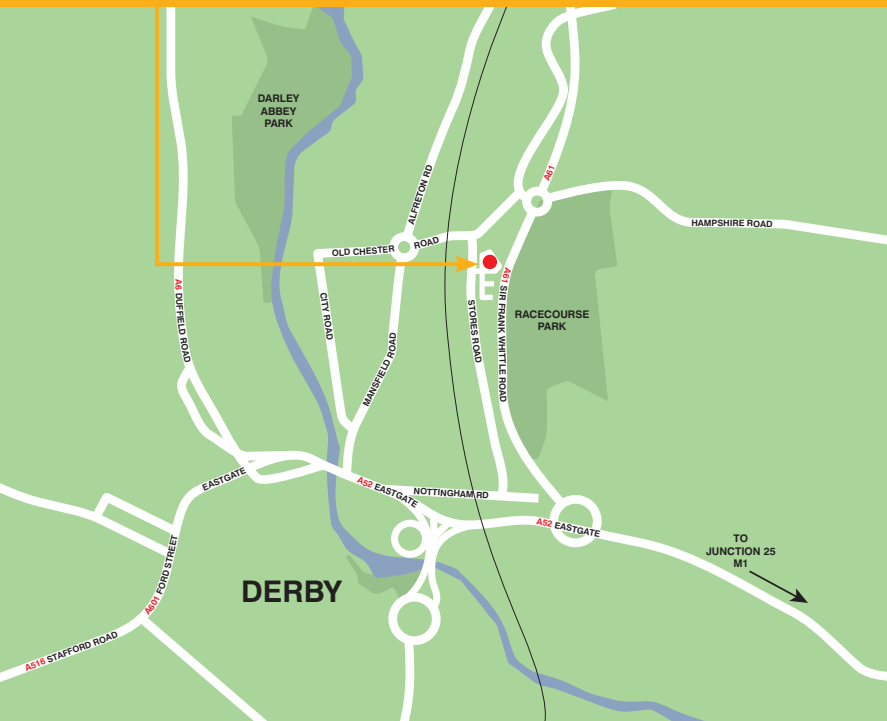 DARLEY
ABBEY
PARK
ALFRETON RD
A61
HAMPSHIRE ROAD
OLD CHESTER ROAD
A6 DUFFIELD ROAD
CITY ROAD
MANSFIELD ROAD
STORES ROAD
E
A61 SIR FRANK WHITTLE ROAD
RACECOURSE
PARK
EASTGATE
A52 EASTGATE
NOTTINGHAM RD
A52 EASTGATE
TO
JUNCTION 25
M1
A601 FORD STREET
DERBY
A516 STAFFORD ROAD